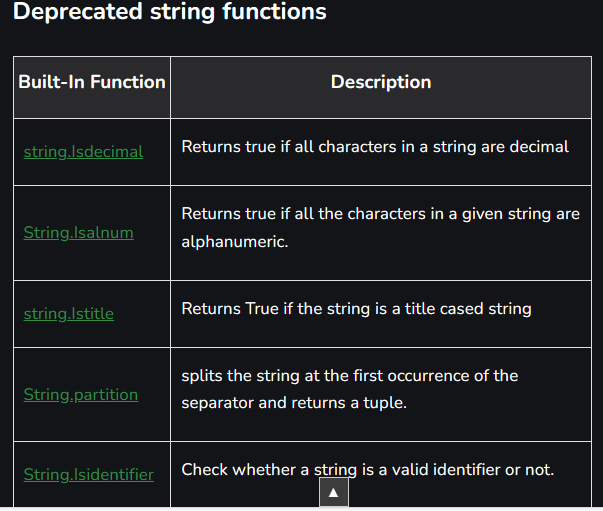 Deprecated string functions
Built-In Function
Description
string.Isdecimal
Returns true if all characters in a string are decimal
String.Isalnum
Returns true if all the characters in a given string are
alphanumeric.
string.Istitle
Returns True if the string is a title cased string
String.partition
splits the string at the first occurrence of the
separator and returns a tuple.
String.Isidentifier
Check whether a string is a valid identifier or not.